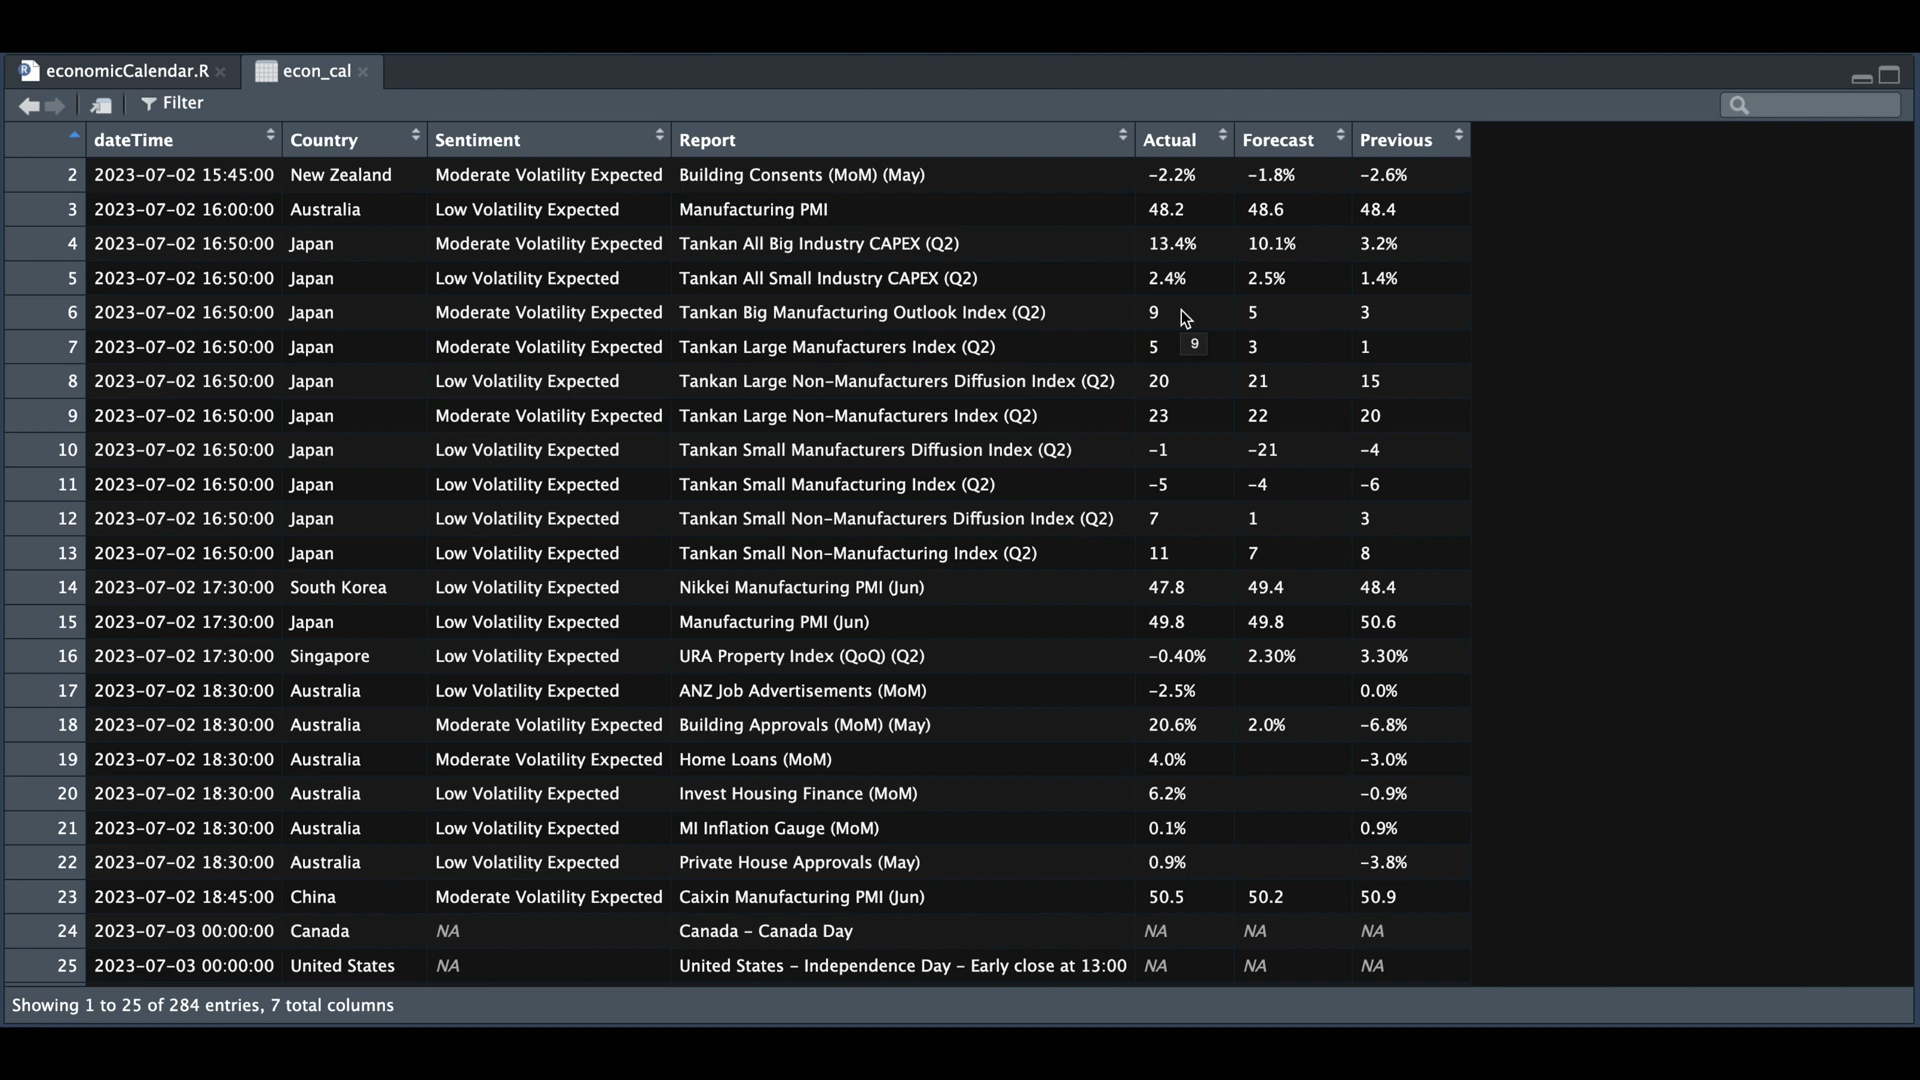 economicCalendar.R
econ_cal
Filter
dateTime Country Sentiment Report Actual Forecast Previous
2 2023-07-02 15:45:00 New Zealand Moderate Volatility Expected Building Consents (MoM) (May) -2.2% -1.8% -2.6%
3 2023-07-02 16:00:00 Australia Low Volatility Expected Manufacturing PMI 48.2 48.6 48.4
4 2023-07-02 16:50:00 Japan Moderate Volatility Expected Tankan All Big Industry CAPEX (Q2) 13.4% 10.1% 3.2%
5 2023-07-02 16:50:00 Japan Low Volatility Expected Tankan All Small Industry CAPEX (Q2) 2.4% 2.5% 1.4%
6 2023-07-02 16:50:00 Japan Moderate Volatility Expected Tankan Big Manufacturing Outlook Index (Q2) 9 5 3
7 2023-07-02 16:50:00 Japan Moderate Volatility Expected Tankan Large Manufacturers Index (Q2) 5 9 3 1
8 2023-07-02 16:50:00 Japan Low Volatility Expected Tankan Large Non-Manufacturers Diffusion Index (Q2) 20 21 15
9 2023-07-02 16:50:00 Japan Moderate Volatility Expected Tankan Large Non-Manufacturers Index (Q2) 23 22 20
10 2023-07-02 16:50:00 Japan Low Volatility Expected Tankan Small Manufacturers Diffusion Index (Q2) -1 -21 -4
11 2023-07-02 16:50:00 Japan Low Volatility Expected Tankan Small Manufacturing Index (Q2) -5 -4 -6
12 2023-07-02 16:50:00 Japan Low Volatility Expected Tankan Small Non-Manufacturers Diffusion Index (Q2) 7 1 3
13 2023-07-02 16:50:00 Japan Low Volatility Expected Tankan Small Non-Manufacturing Index (Q2) 11 7 8
14 2023-07-02 17:30:00 South Korea Low Volatility Expected Nikkei Manufacturing PMI (Jun) 47.8 49.4 48.4
15 2023-07-02 17:30:00 Japan Low Volatility Expected Manufacturing PMI (Jun) 49.8 49.8 50.6
16 2023-07-02 17:30:00 Singapore Low Volatility Expected URA Property Index (QoQ) (Q2) -0.40% 2.30% 3.30%
17 2023-07-02 18:30:00 Australia Low Volatility Expected ANZ Job Advertisements (MoM) -2.5% 0.0%
18 2023-07-02 18:30:00 Australia Moderate Volatility Expected Building Approvals (MoM) (May) 20.6% 2.0% -6.8%
19 2023-07-02 18:30:00 Australia Moderate Volatility Expected Home Loans (MoM) 4.0% -3.0%
20 2023-07-02 18:30:00 Australia Low Volatility Expected Invest Housing Finance (MoM) 6.2% -0.9%
21 2023-07-02 18:30:00 Australia Low Volatility Expected MI Inflation Gauge (MoM) 0.1% 0.9%
22 2023-07-02 18:30:00 Australia Low Volatility Expected Private House Approvals (May) 0.9% -3.8%
23 2023-07-02 18:45:00 China Moderate Volatility Expected Caixin Manufacturing PMI (Jun) 50.5 50.2 50.9
24 2023-07-03 00:00:00 Canada NA Canada - Canada Day NA NA NA
25 2023-07-03 00:00:00 United States NA United States - Independence Day - Early close at 13:00 NA NA NA
Showing 1 to 25 of 284 entries, 7 total columns